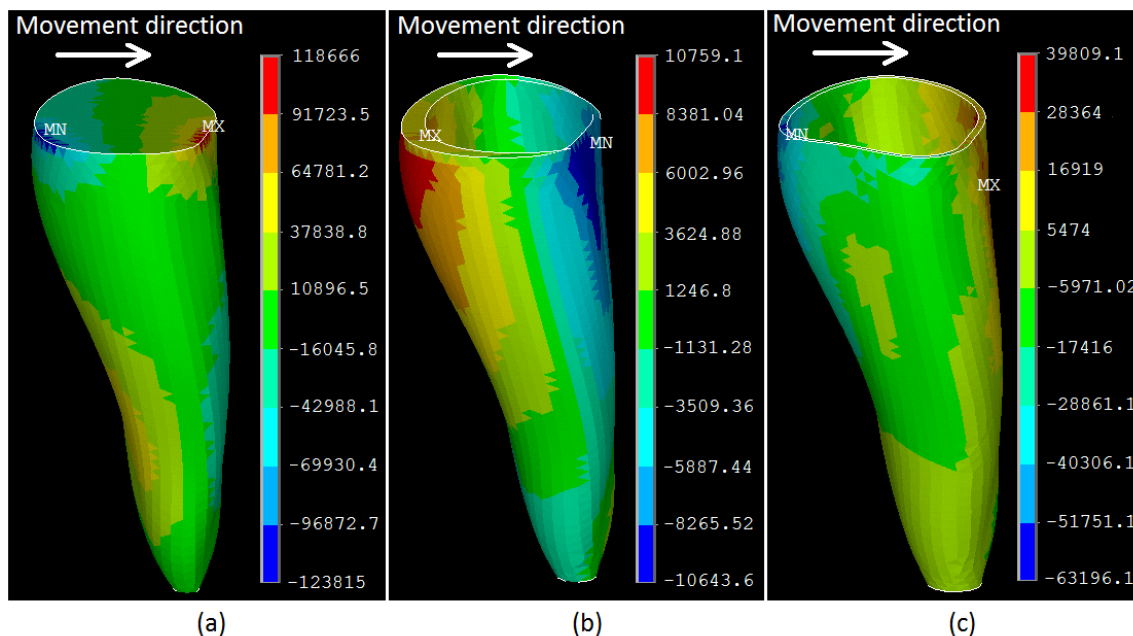 Movement direction
118666
91723.5
64781.2
37838.8
10896.5
-16045.8
-42988.1
-69930.4
-96872.7
-123815
MN
MX
(a)
Movement direction
10759.1
8381.04
6002.96
3624.88
1246.8
-1131.28
-3509.36
-5887.44
-8265.52
-10643.6
MX
MN
(b)
Movement direction
39809.1
28364
16919
5474
-5971.02
-17416
-28861.1
-40306.1
-51751.1
-63196.1
MN
MX
(c)